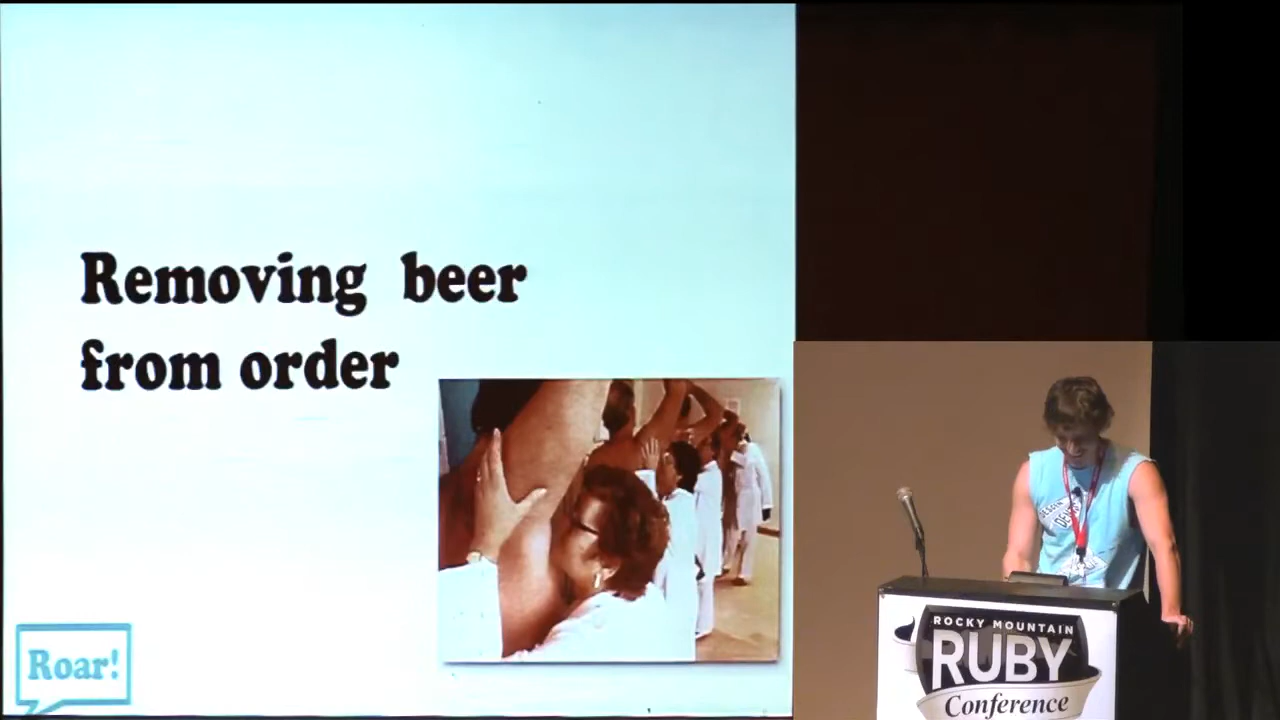 Removing beer
from order
Roar!
ROCKY MOUNTAIN
RUBY
Conference